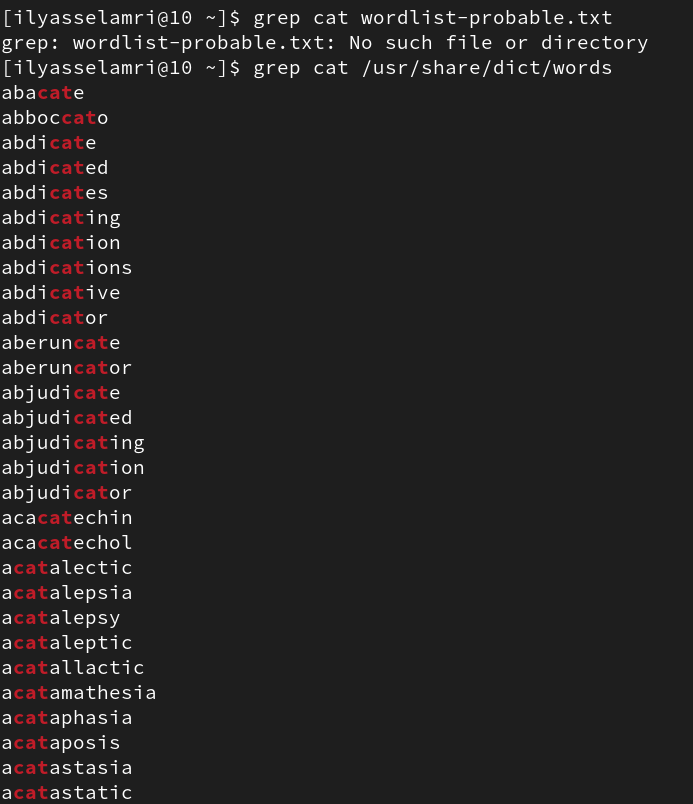 [ilyasselamri@10 ~]$ grep cat wordlist-probable.txt
grep: wordlist-probable.txt: No such file or directory
[ilyasselamri@10 ~]$ grep cat /usr/share/dict/words
abacate
abboccato
abdicate
abdicated
abdicates
abdicating
abdication
abdications
abdicative
abdicator
aberuncate
aberuncator
abjudicate
abjudicated
abjudicating
abjudication
abjudicator
acacatechin
acacatechol
acatalectic
acatalepsia
acatalepsy
acataleptic
acatallactic
acatamathesia
acataphasia
acataposis
acatastasia
acatastatic